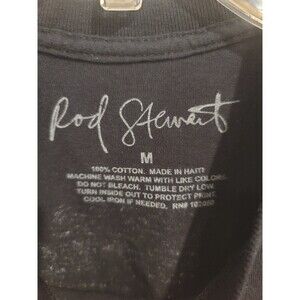 Rod Stewart
M
100% COTTON. MADE IN HAITI
MACHINE WASH WARM WITH LIKE COLORS.
DO NOT BLEACH. TUMBLE DRY LOW.
TURN INSIDE OUT TO PROTECT PRINT.
COOL IRON IF NEEDED. RN#